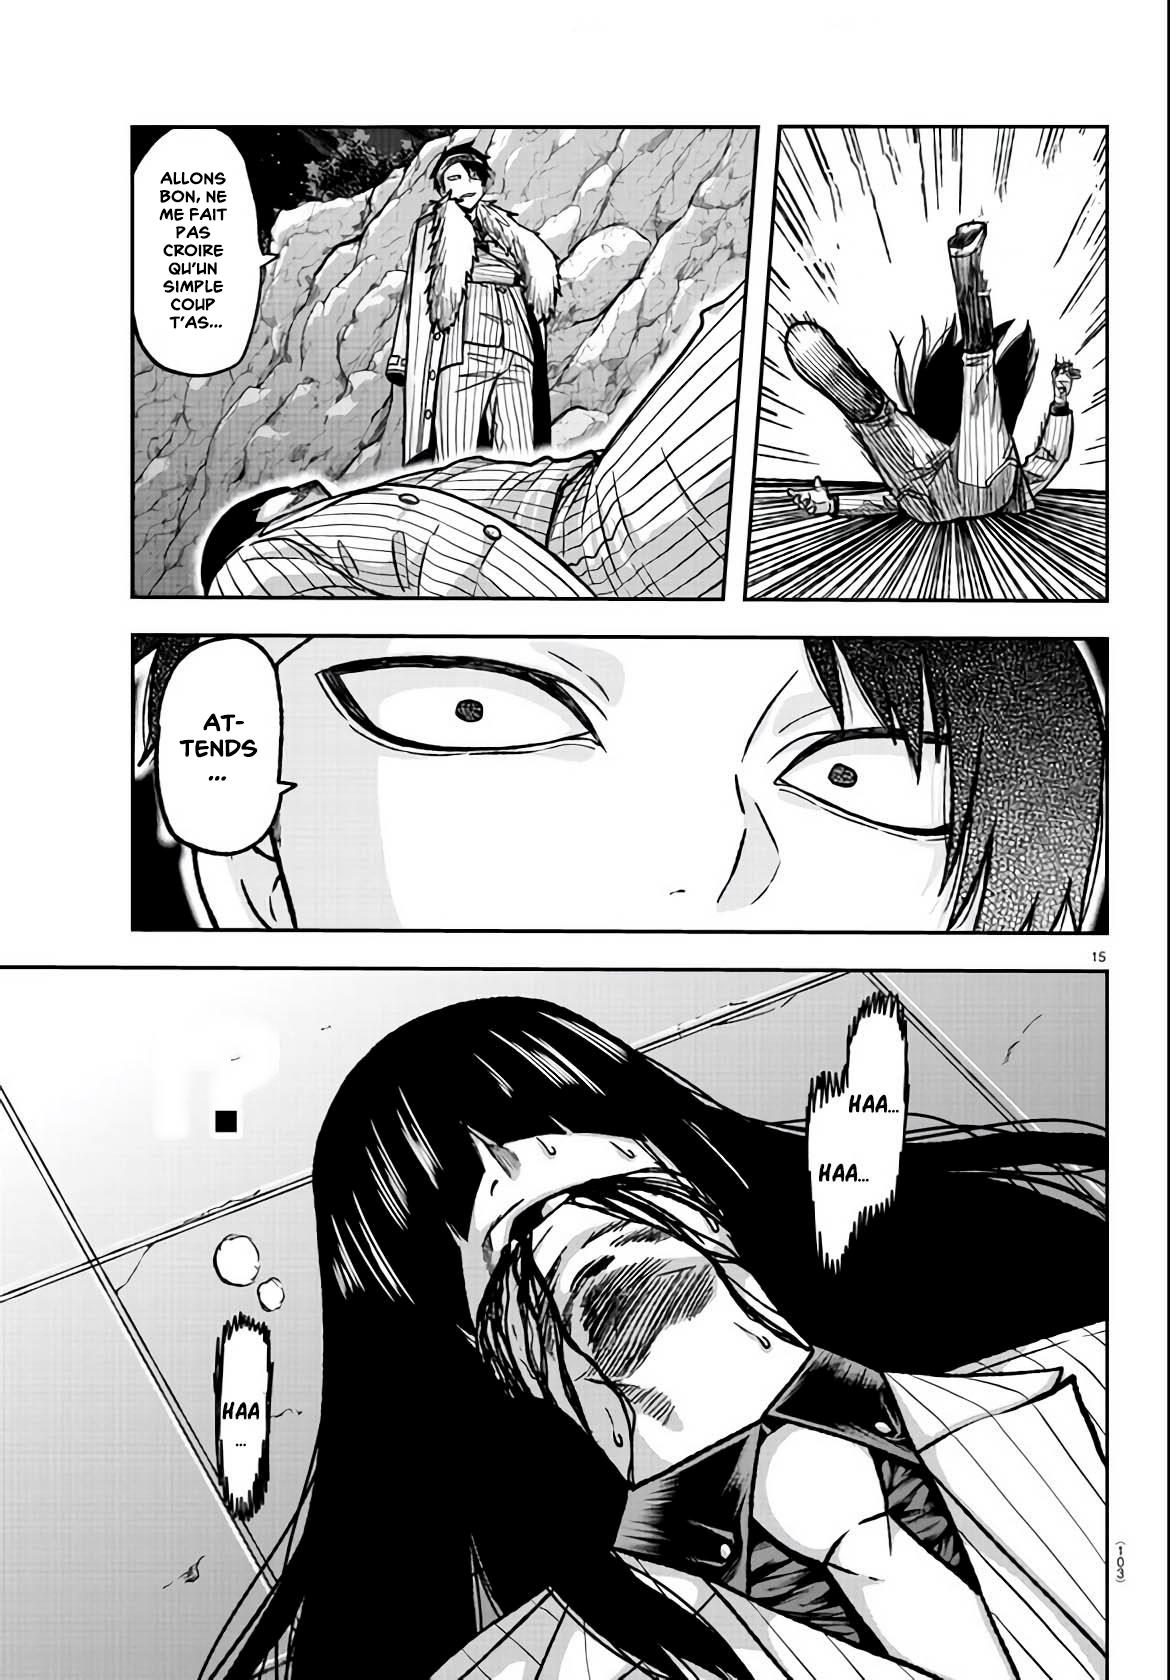 ALLONS
BON, NE
ME FAIT
PAS
CROIRE
QU'UN
SIMPLE
COUP
T'AS...
AT-
TENDS
...
15
!?
HAA...
HAA...
HAA
...
(103)